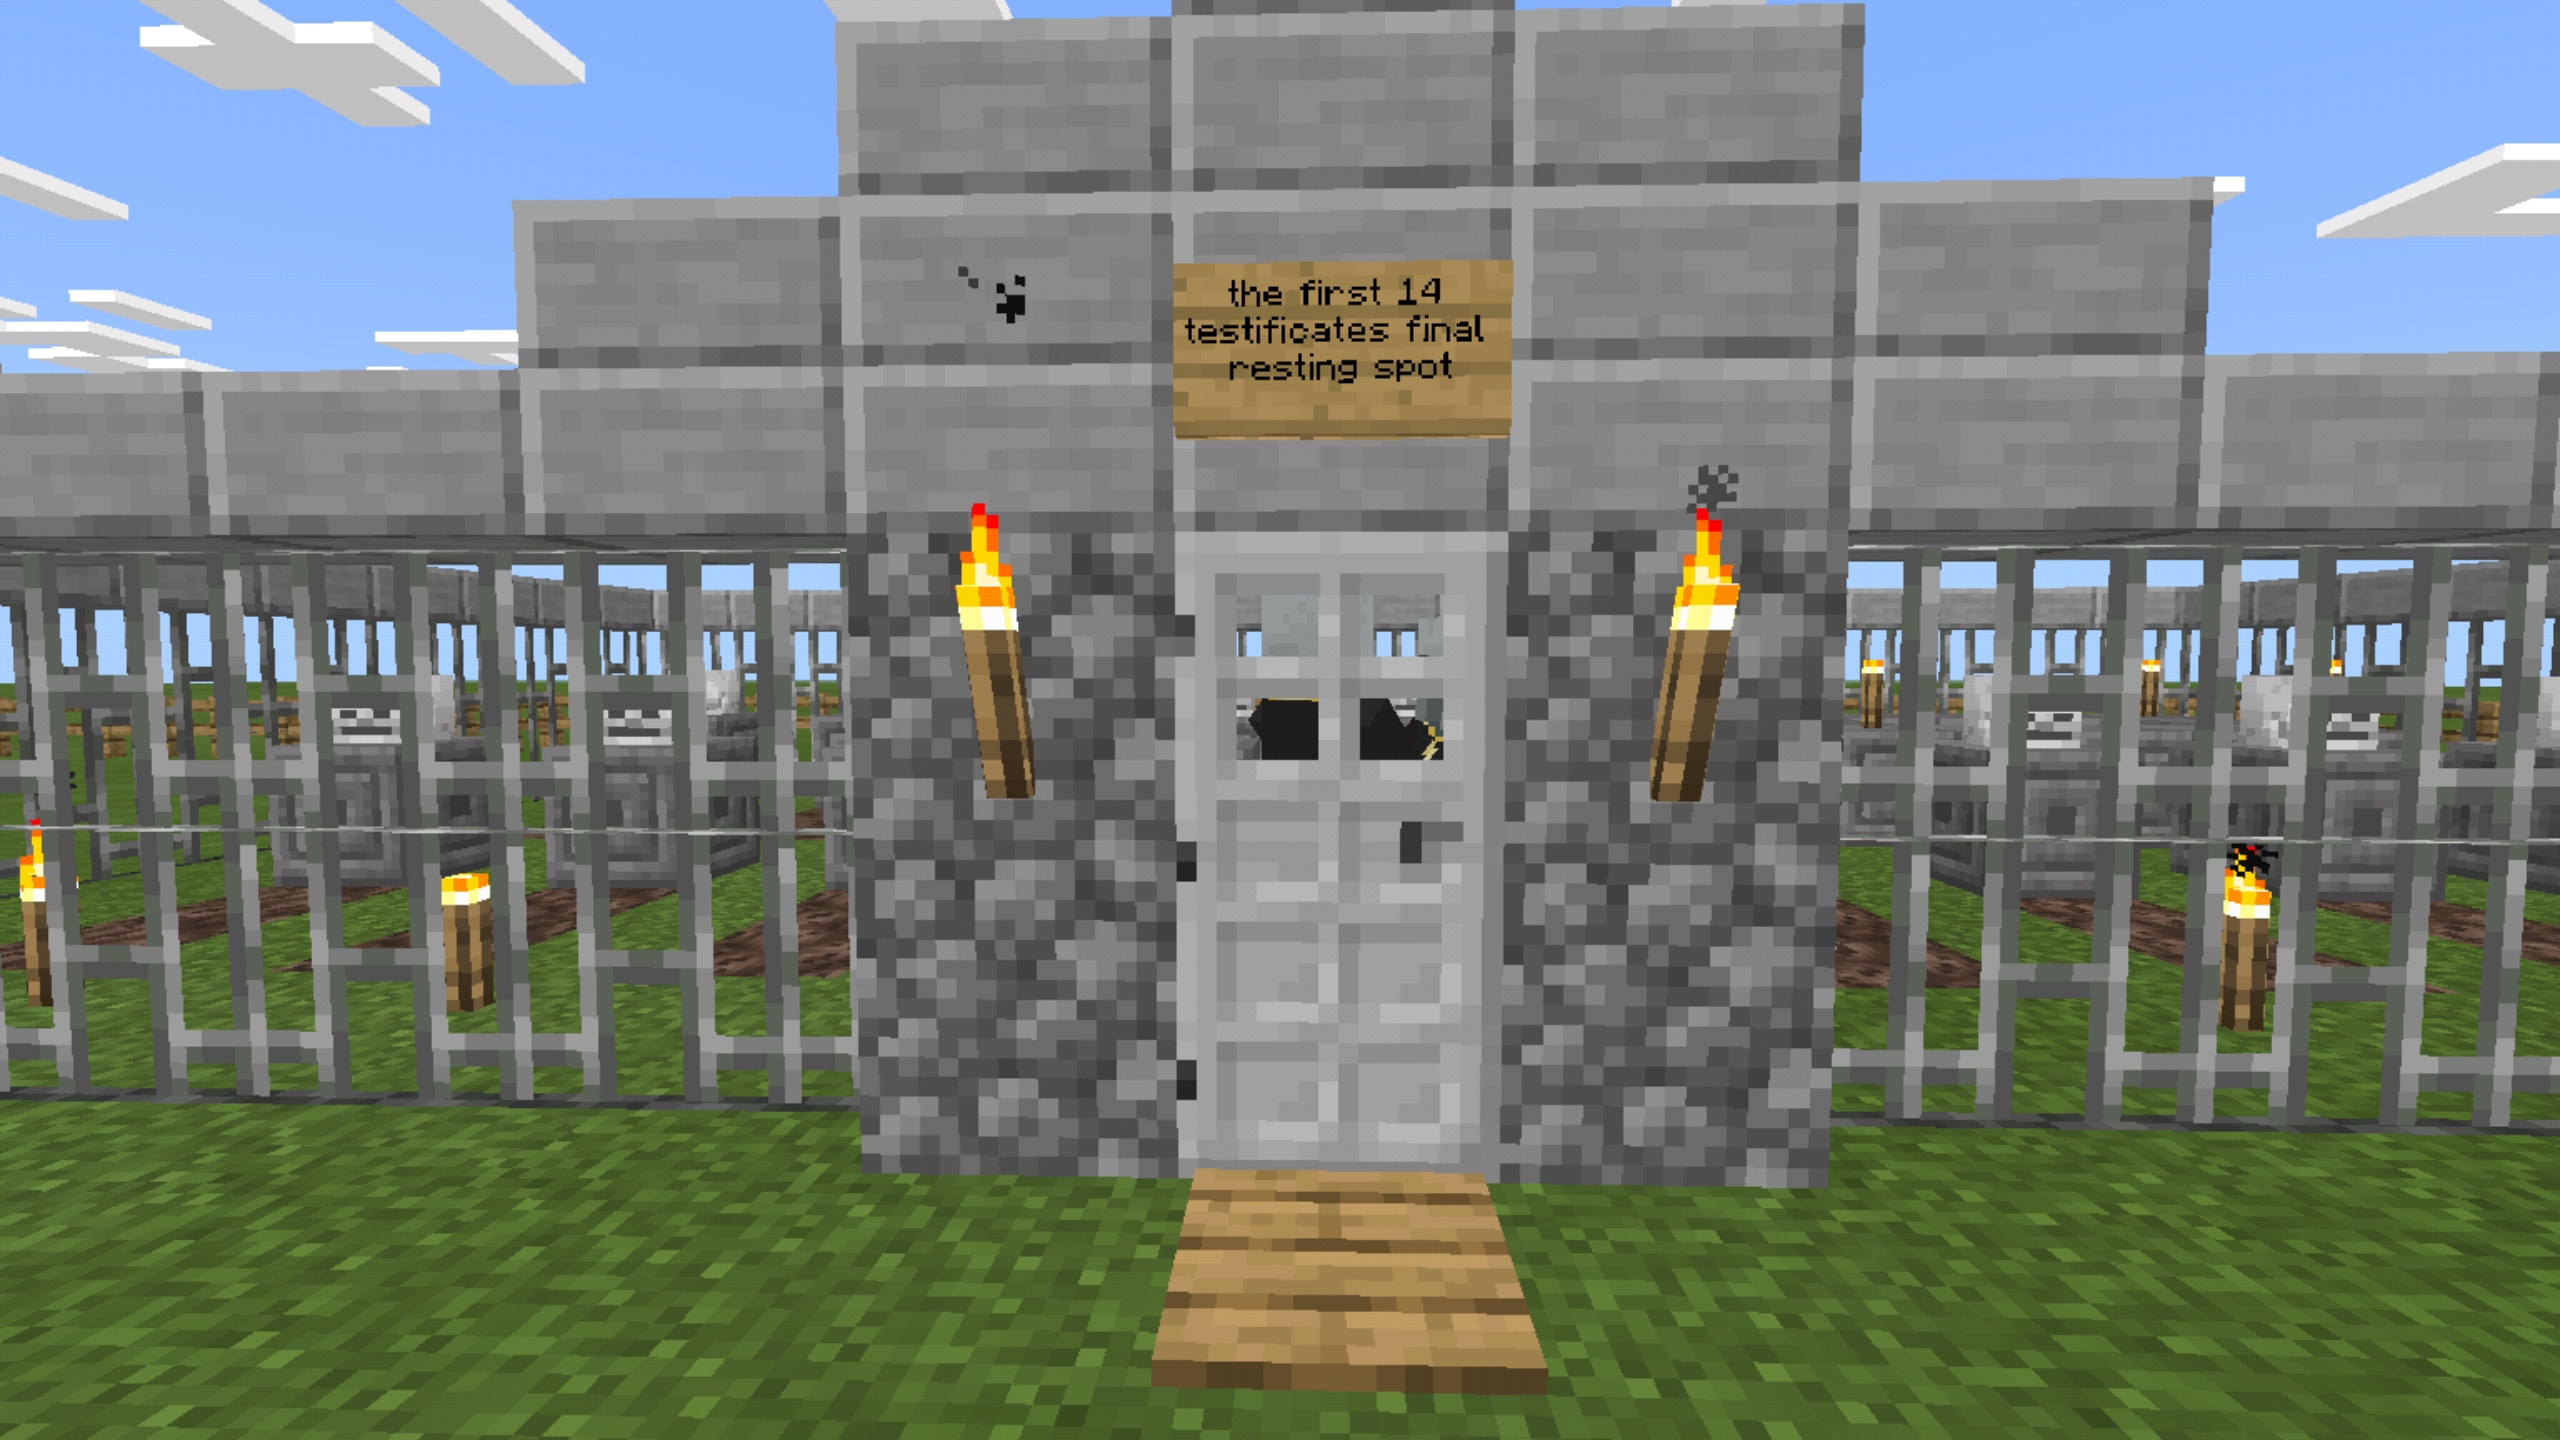 the first 14
testificates final
resting spot